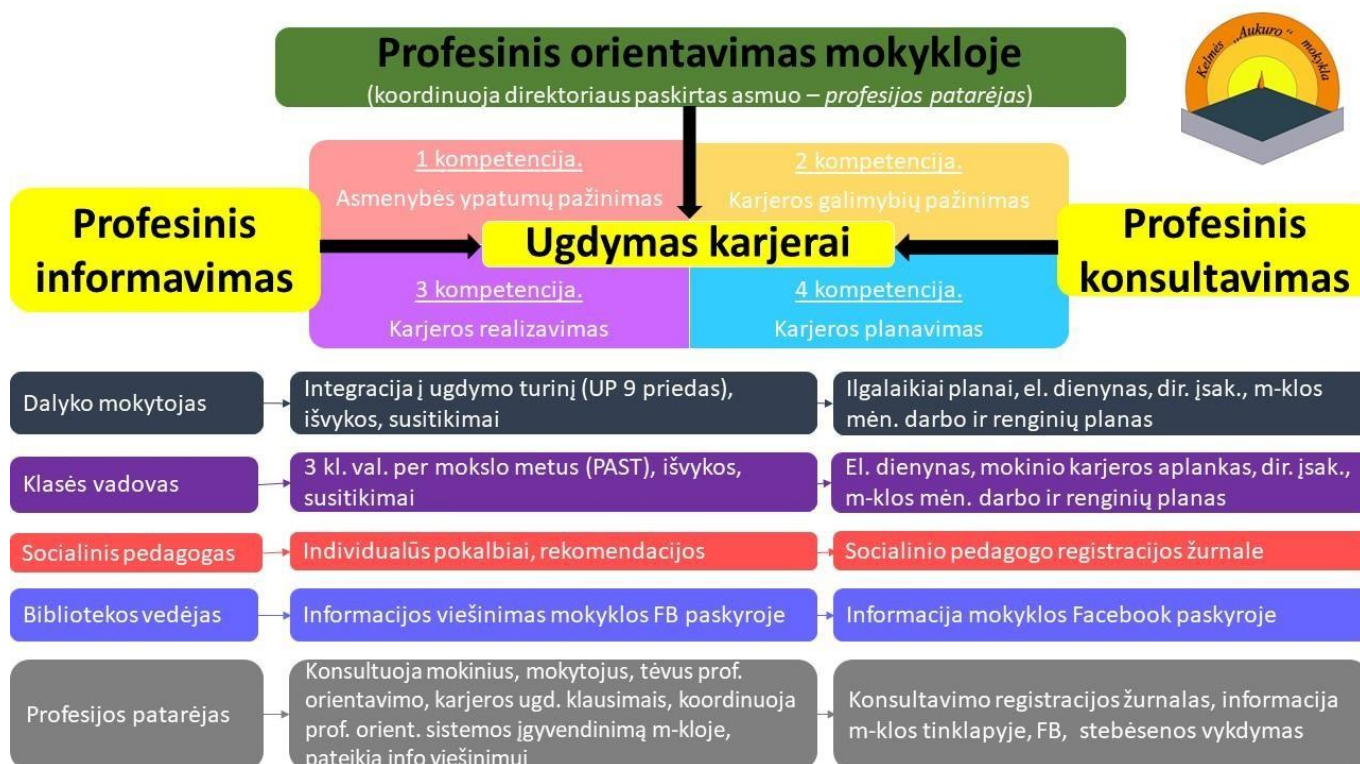 Profesinis orientavimas mokykloje
(koordinuoja direktoriaus paskirtas asmuo – profesijos patarėjas)
Kelmės „Aukuro“ mokykla
1 kompetencija.
Asmenybės ypatumų pažinimas
2 kompetencija.
Karjeros galimybių pažinimas
Profesinis
informavimas
Ugdymas karjerai
Profesinis
konsultavimas
3 kompetencija.
Karjeros realizavimas
4 kompetencija.
Karjeros planavimas
Dalyko mokytojas
Integracija į ugdymo turinį (UP 9 priedas),
išvykos, susitikimai
Ilgalaikiai planai, el. dienynas, dir. įsak., m-klos
mėn. darbo ir renginių planas
Klasės vadovas
3 kl. val. per mokslo metus (PAST), išvykos,
susitikimai
El. dienynas, mokinio karjeros aplankas, dir. įsak.,
m-klos mėn. darbo ir renginių planas
Socialinis pedagogas
Individualūs pokalbiai, rekomendacijos
Socialinio pedagogo registracijos žurnale
Bibliotekos vedėjas
Informacijos viešinimas mokyklos FB paskyroje
Informacija mokyklos Facebook paskyroje
Profesijos patarėjas
Konsultuoja mokinius, mokytojus, tėvus prof.
orientavimo, karjeros ugd. klausimais, koordinuoja
prof. orient. sistemos įgyvendinimą m-kloje,
pateikia info viešinimui
Konsultavimo registracijos žurnalas, informacija
m-klos tinklapyje, FB, stebėsenos vykdymas